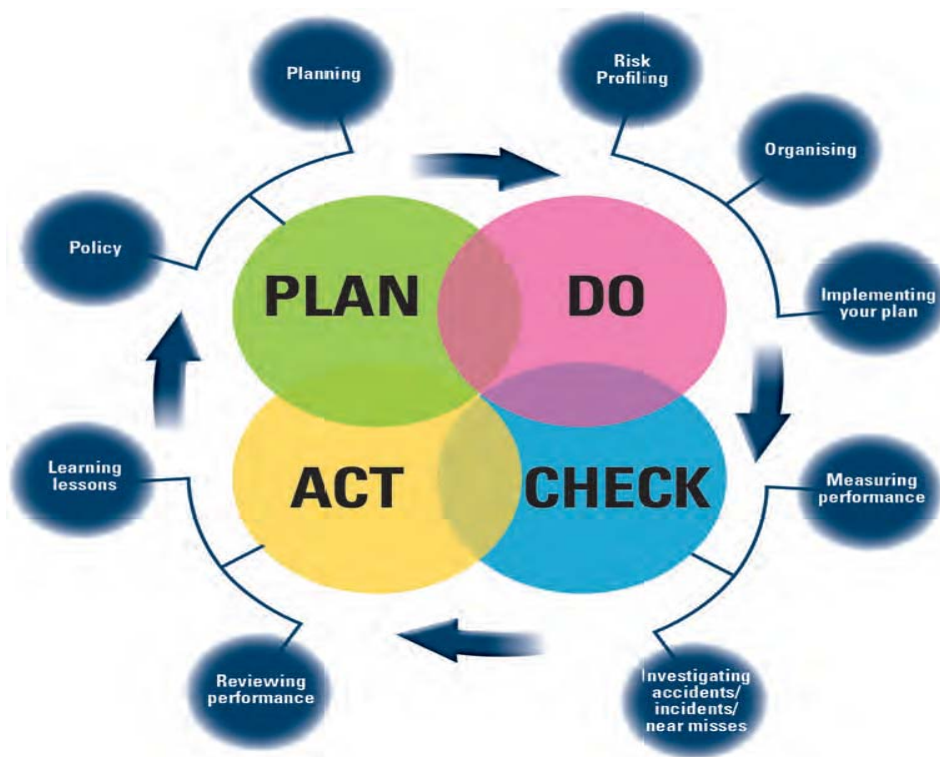 Planning
Risk
Profiling
Organising
Policy
PLAN
DO
Implementing
your plan
Learning
lessons
ACT
CHECK
Measuring
performance
Reviewing
performance
Investigating
accidents/
incidents/
near misses